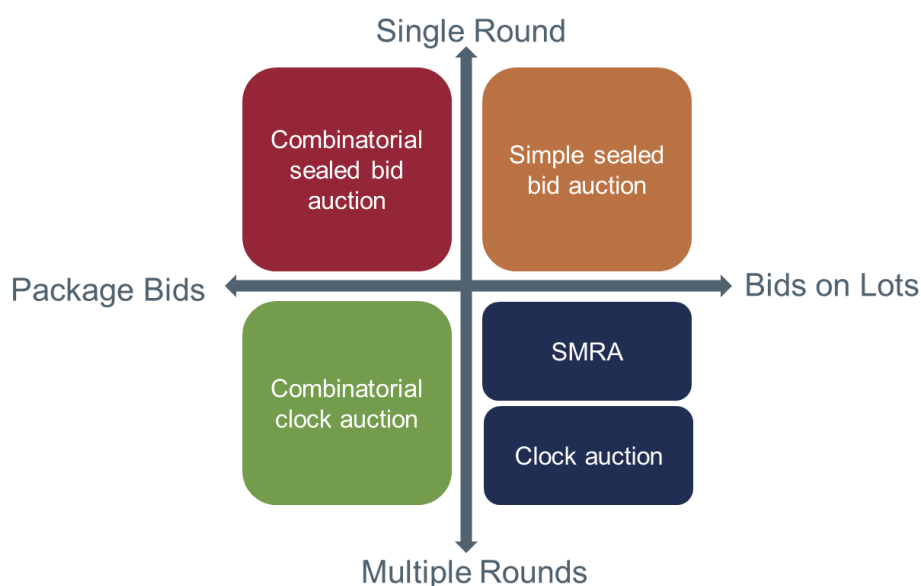 Single Round
Combinatorial
sealed bid
auction
Simple sealed
bid auction
Package Bids
Bids on Lots
Combinatorial
clock auction
SMRA
Clock auction
Multiple Rounds